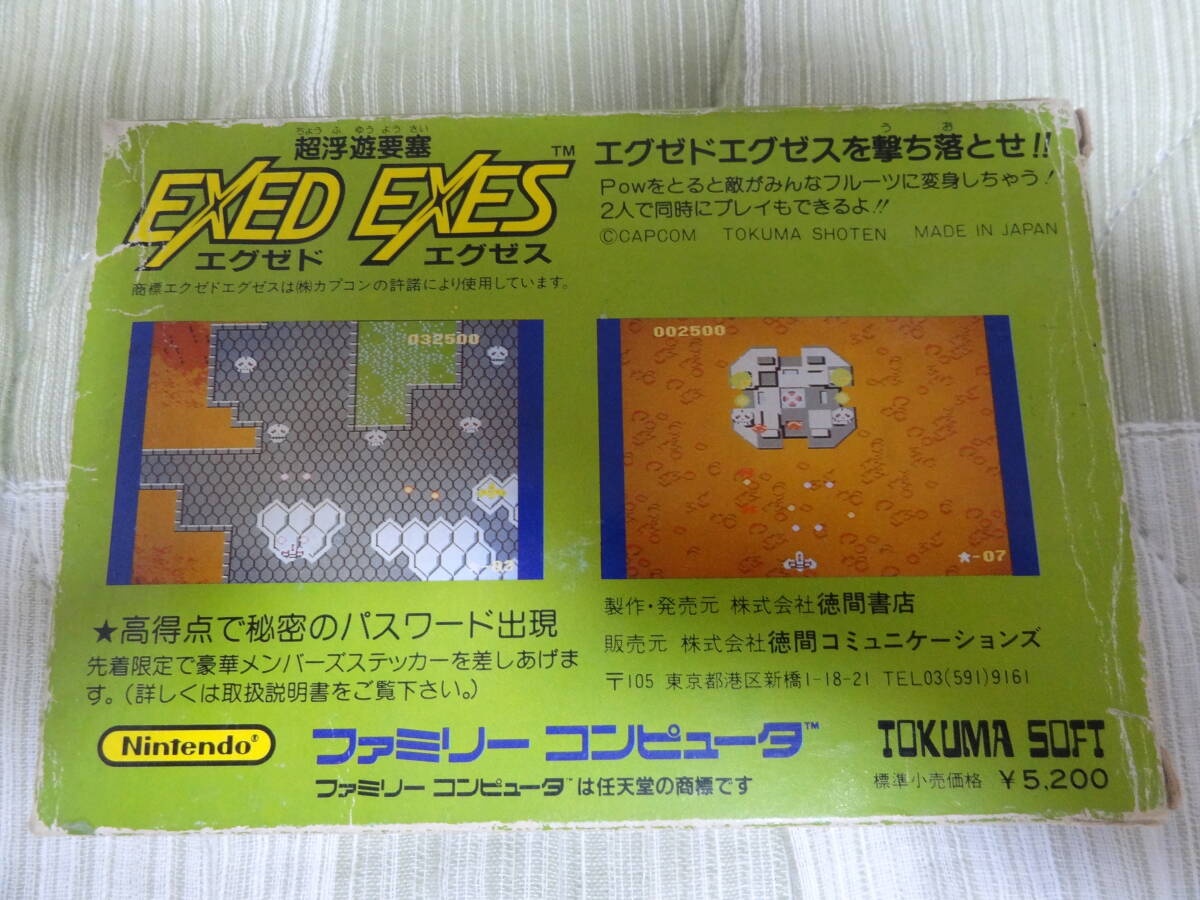 ちょう ふ ゆう よう さい
超浮遊要塞
EXED EXES™
エグゼド エグゼス
商標エクゼドエグゼスは㈱カプコンの許諾により使用しています。
う お
エグゼドエグゼスを撃ち落とせ!!
Powをとると敵がみんなフルーツに変身しちゃう!
2人で同時にプレイもできるよ!!
©CAPCOM TOKUMA SHOTEN MADE IN JAPAN
032500
002500
★-07
★高得点で秘密のパスワード出現
先着限定で豪華メンバーズステッカーを差しあげま
す。(詳しくは取扱説明書をご覧下さい。)
製作・発売元 株式会社徳間書店
販売元 株式会社徳間コミュニケーションズ
〒105 東京都港区新橋1-18-21 TEL03(591)9161
Nintendo®
ファミリー コンピュータ™
ファミリー コンピュータ™は任天堂の商標です
TOKUMA SOFT
標準小売価格 ¥5,200